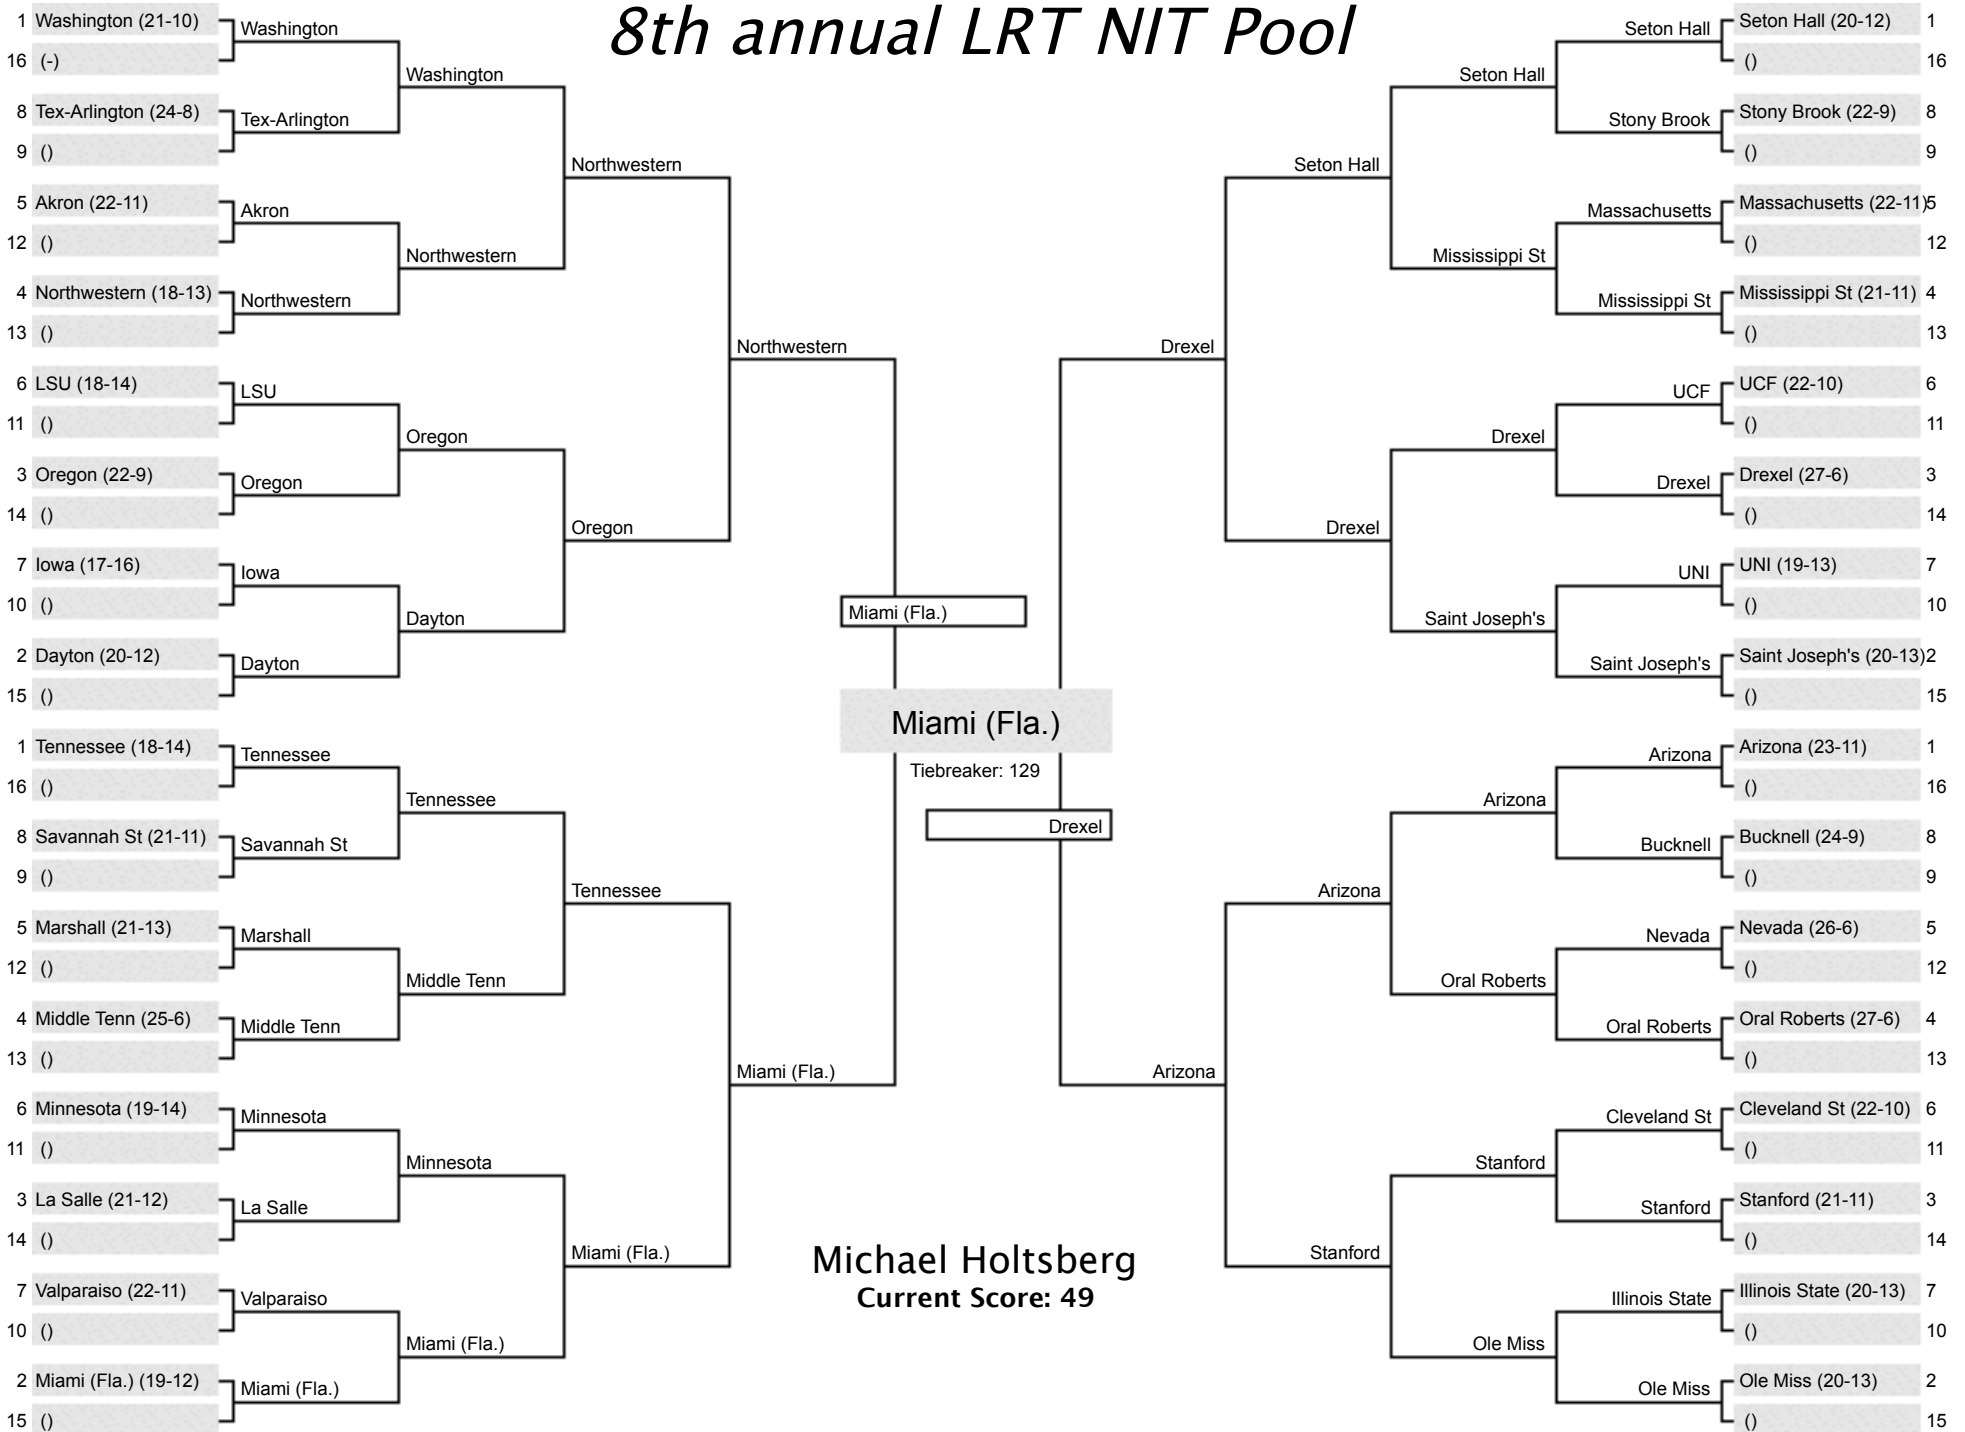 8th annual LRT NIT Pool
1 Washington (21-10)
16 (-)
8 Tex-Arlington (24-8)
9 ()
5 Akron (22-11)
12 ()
4 Northwestern (18-13)
13 ()
6 LSU (18-14)
11 ()
3 Oregon (22-9)
14 ()
7 Iowa (17-16)
10 ()
2 Dayton (20-12)
15 ()
1 Tennessee (18-14)
16 ()
8 Savannah St (21-11)
9 ()
5 Marshall (21-13)
12 ()
4 Middle Tenn (25-6)
13 ()
6 Minnesota (19-14)
11 ()
3 La Salle (21-12)
14 ()
7 Valparaiso (22-11)
10 ()
2 Miami (Fla.) (19-12)
15 ()
Washington
Tex-Arlington
Akron
Northwestern
LSU
Oregon
Iowa
Dayton
Tennessee
Savannah St
Marshall
Middle Tenn
Minnesota
La Salle
Valparaiso
Miami (Fla.)
Washington
Northwestern
Oregon
Dayton
Tennessee
Middle Tenn
Minnesota
Miami (Fla.)
Northwestern
Oregon
Tennessee
Miami (Fla.)
Northwestern
Miami (Fla.)
Miami (Fla.)
Miami (Fla.)
Tiebreaker: 129
Drexel
Michael Holtsberg
Current Score: 49
Drexel
Arizona
Seton Hall
Drexel
Arizona
Stanford
Seton Hall
Mississippi St
Drexel
Saint Joseph's
Arizona
Oral Roberts
Stanford
Ole Miss
Seton Hall
Stony Brook
Massachusetts
Mississippi St
UCF
Drexel
UNI
Saint Joseph's
Arizona
Bucknell
Nevada
Oral Roberts
Cleveland St
Stanford
Illinois State
Ole Miss
Seton Hall (20-12) 1
() 16
Stony Brook (22-9) 8
() 9
Massachusetts (22-11)5
() 12
Mississippi St (21-11) 4
() 13
UCF (22-10) 6
() 11
Drexel (27-6) 3
() 14
UNI (19-13) 7
() 10
Saint Joseph's (20-13)2
() 15
Arizona (23-11) 1
() 16
Bucknell (24-9) 8
() 9
Nevada (26-6) 5
() 12
Oral Roberts (27-6) 4
() 13
Cleveland St (22-10) 6
() 11
Stanford (21-11) 3
() 14
Illinois State (20-13) 7
() 10
Ole Miss (20-13) 2
() 15